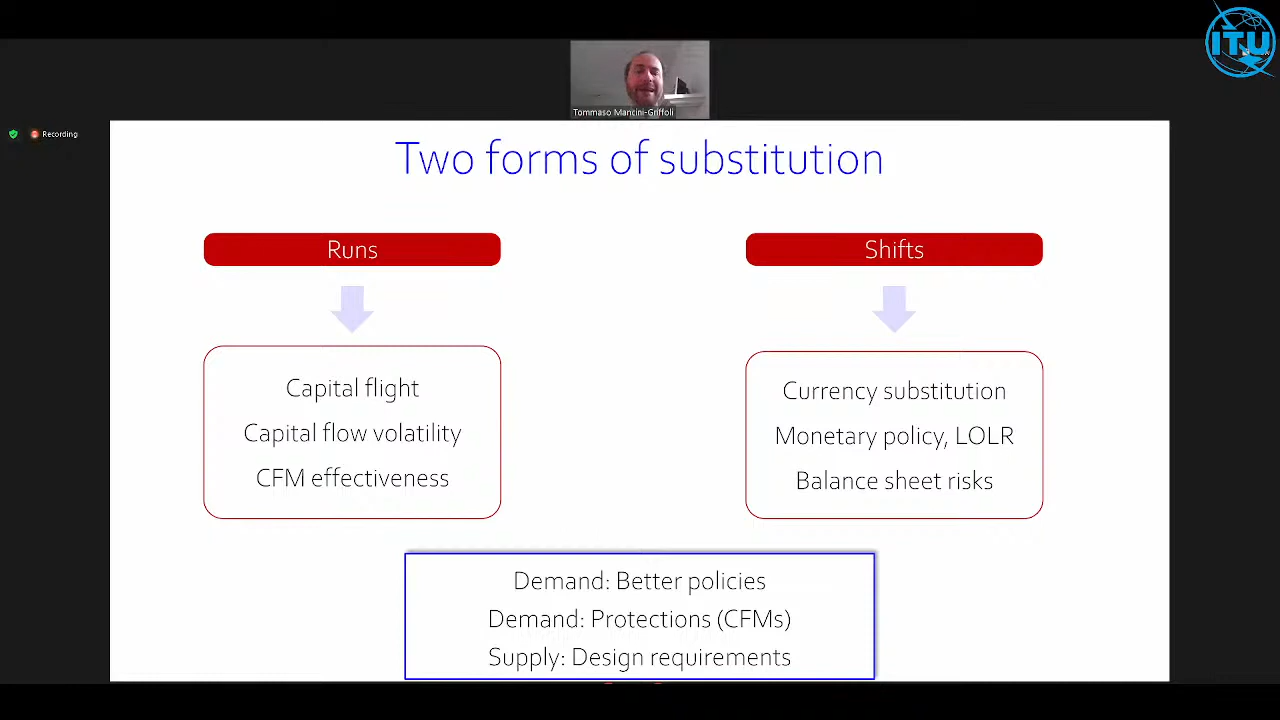 ITU
Tommaso Mancini-Griffoli
Recording
Two forms of substitution
Runs
Shifts
Capital flight
Capital flow volatility
CFM effectiveness
Currency substitution
Monetary policy, LOLR
Balance sheet risks
Demand: Better policies
Demand: Protections (CFMs)
Supply: Design requirements